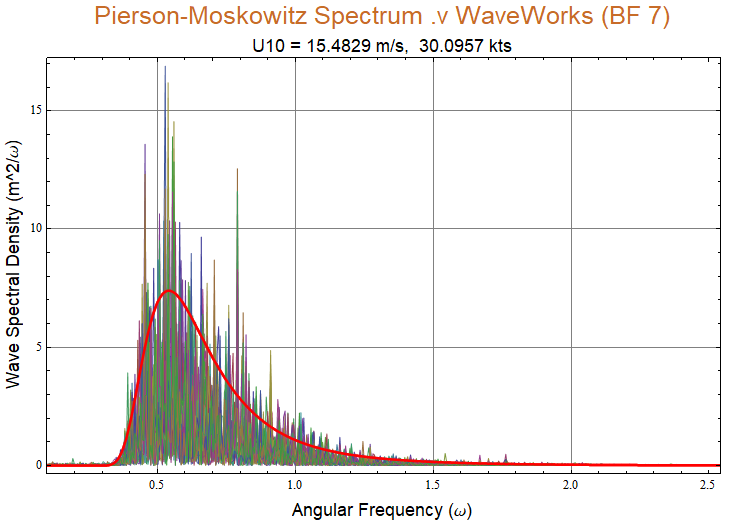 Pierson-Moskowitz Spectrum .v WaveWorks (BF 7)
U10 = 15.4829 m/s, 30.0957 kts
Wave Spectral Density (m^2/ω)
15
10
5
0
0.5 1.0 1.5 2.0 2.5
Angular Frequency (ω)